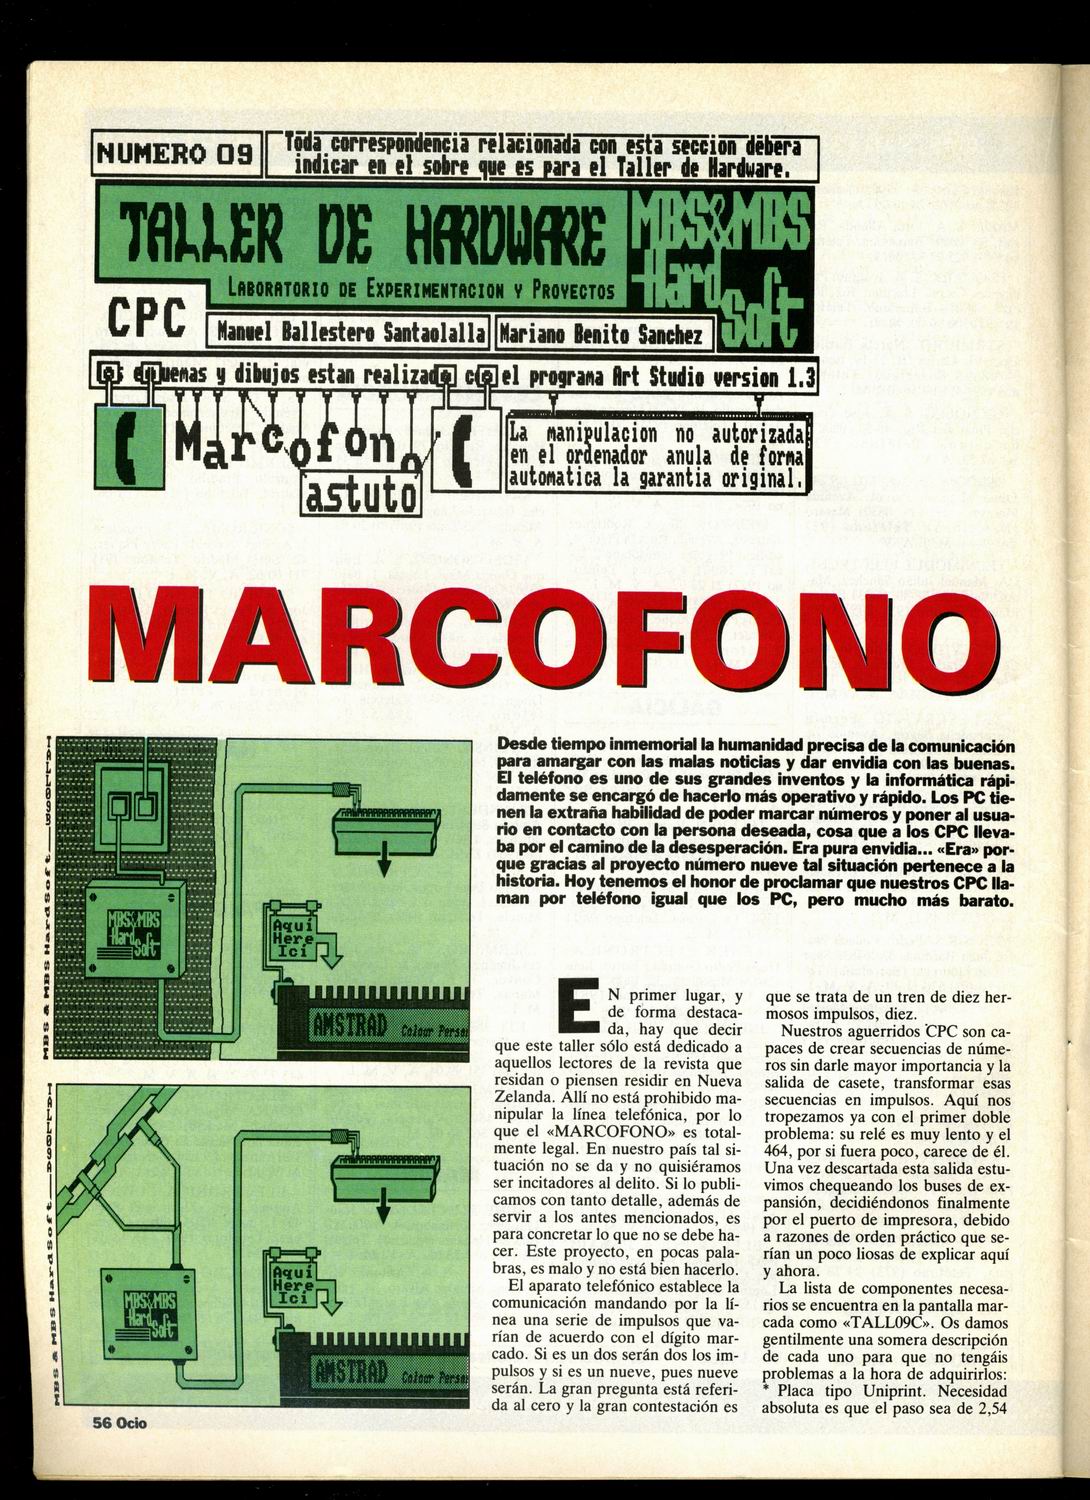 NUMERO 09
Toda correspondencia relacionada con esta seccion debera
indicar en el sobre que es para el Taller de Hardware.
TALLER DE HARDWARE
LABORATORIO DE EXPERIMENTACION Y PROYECTOS
MBS&MBS
Hard
Soft
CPC
Manuel Ballestero Santaolalla
Mariano Benito Sanchez
Los esquemas y dibujos estan realizados con el programa Art Studio version 1.3
Marcofono
astuto
La manipulacion no autorizada
en el ordenador anula de forma
automatica la garantia original.
MARCOFONO
MBS & MBS HardSoft
MBS&MBS
Hard
Soft
Aquí
Here
Ici
AMSTRAD Colour Perso
MBS & MBS HardSoft
MBS&MBS
Hard
Soft
Aquí
Here
Ici
AMSTRAD Colour Perso
Desde tiempo inmemorial la humanidad precisa de la comunicación
para amargar con las malas noticias y dar envidia con las buenas.
El teléfono es uno de sus grandes inventos y la informática rápi-
damente se encargó de hacerlo más operativo y rápido. Los PC tie-
nen la extraña habilidad de poder marcar números y poner al usua-
rio en contacto con la persona deseada, cosa que a los CPC lleva-
ba por el camino de la desesperación. Era pura envidia... «Era» por-
que gracias al proyecto número nueve tal situación pertenece a la
historia. Hoy tenemos el honor de proclamar que nuestros CPC lla-
man por teléfono igual que los PC, pero mucho más barato.
EN primer lugar, y
de forma destaca-
da, hay que decir
que este taller sólo está dedicado a
aquellos lectores de la revista que
residan o piensen residir en Nueva
Zelanda. Allí no está prohibido ma-
nipular la línea telefónica, por lo
que el «MARCOFONO» es total-
mente legal. En nuestro país tal si-
tuación no se da y no quisiéramos
ser incitadores al delito. Si lo publi-
camos con tanto detalle, además de
servir a los antes mencionados, es
para concretar lo que no se debe ha-
cer. Este proyecto, en pocas pala-
bras, es malo y no está bien hacerlo.
El aparato telefónico establece la
comunicación mandando por la lí-
nea una serie de impulsos que va-
rían de acuerdo con el dígito mar-
cado. Si es un dos serán dos los im-
pulsos y si es un nueve, pues nueve
serán. La gran pregunta está referi-
da al cero y la gran contestación es
que se trata de un tren de diez her-
mosos impulsos, diez.
Nuestros aguerridos CPC son ca-
paces de crear secuencias de núme-
ros sin darle mayor importancia y la
salida de casete, transformar esas
secuencias en impulsos. Aquí nos
tropezamos ya con el primer doble
problema: su relé es muy lento y el
464, por si fuera poco, carece de él.
Una vez descartada esta salida estu-
vimos chequeando los buses de ex-
pansión, decidiéndonos finalmente
por el puerto de impresora, debido
a razones de orden práctico que se-
rían un poco liosas de explicar aquí
y ahora.
La lista de componentes necesa-
rios se encuentra en la pantalla mar-
cada como «TALL09C». Os damos
gentilmente una somera descripción
de cada uno para que no tengáis
problemas a la hora de adquirirlos:
* Placa tipo Uniprint. Necesidad
absoluta es que el paso sea de 2,54
56 Ocio